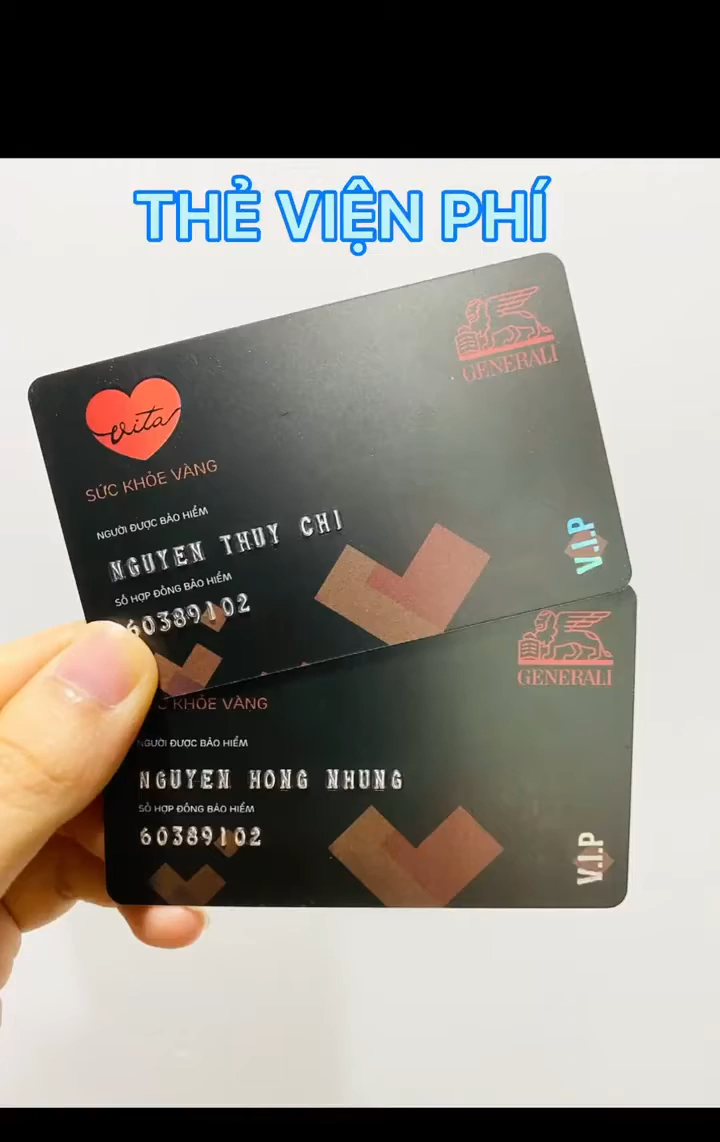 THẺ VIỆN PHÍ
GENERALI
Vita
SỨC KHỎE VÀNG
NGƯỜI ĐƯỢC BẢO HIỂM
NGUYEN THUY CHI
SỐ HỢP ĐỒNG BẢO HIỂM
60389102
V.I.P
GENERALI
KHỎE VÀNG
NGƯỜI ĐƯỢC BẢO HIỂM
NGUYEN HONG NHUNG
SỐ HỢP ĐỒNG BẢO HIỂM
60389102
V.I.P